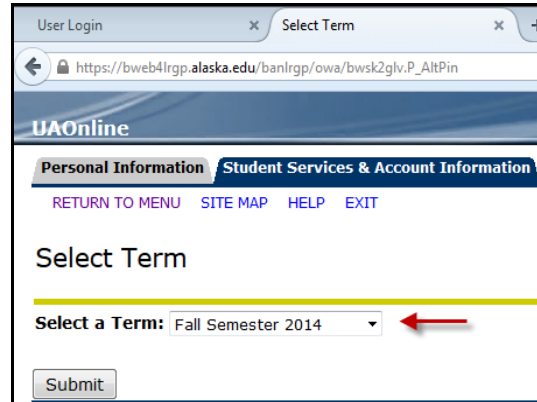 User Login × Select Term ×
https://bweb4lrgp.alaska.edu/banlrgp/owa/bwsk2glv.P_AltPin
UAOnline
Personal Information Student Services & Account Information
RETURN TO MENU SITE MAP HELP EXIT
Select Term
Select a Term: Fall Semester 2014
Submit